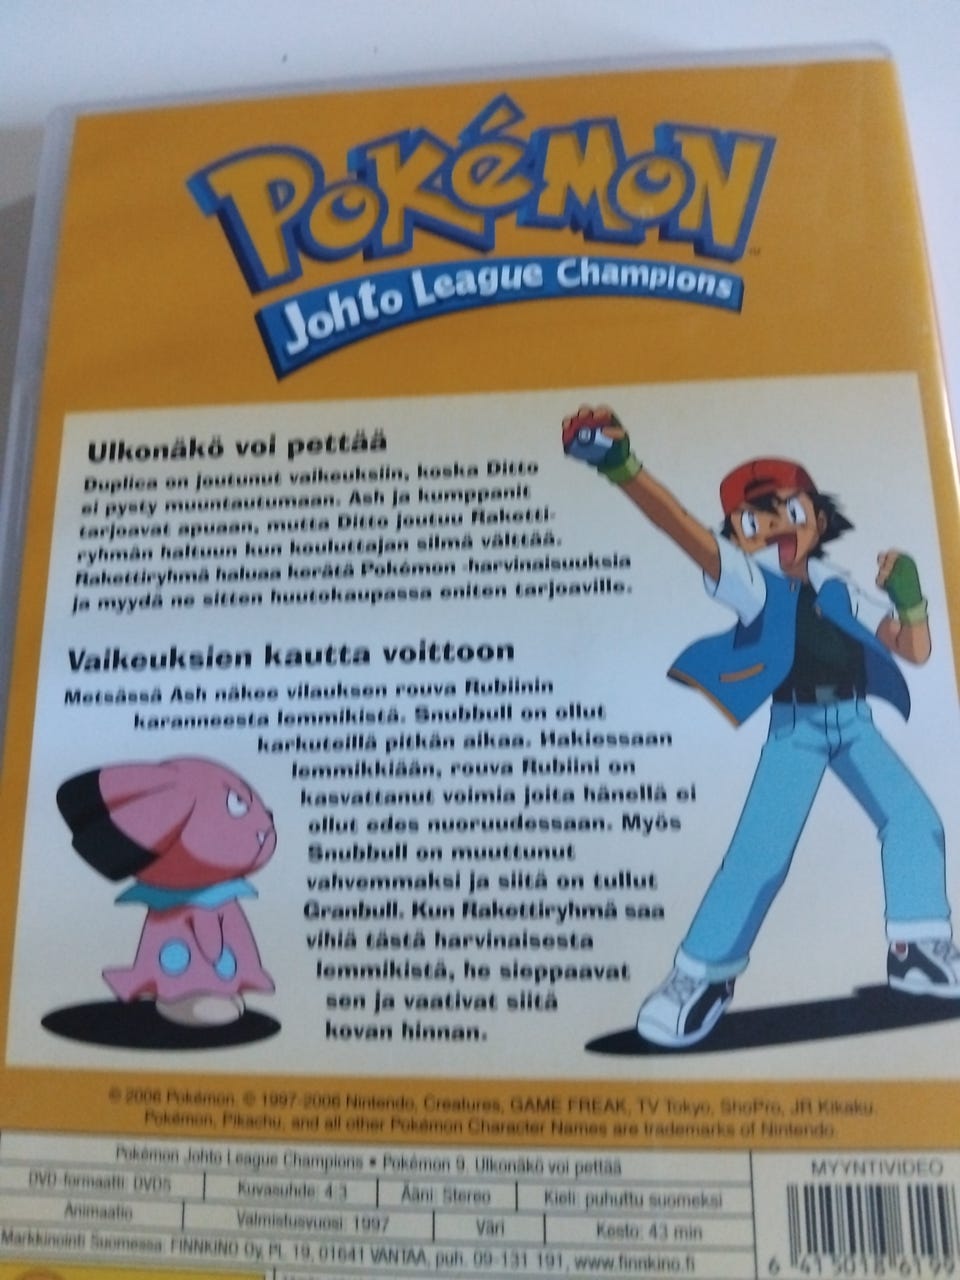 POKéMON
Johto League Champions
Ulkonäkö voi pettää
Duplica on joutunut vaikeuksiin, koska Ditto
ei pysty muuntautumaan. Ash ja kumppanit
tarjoavat apuaan, mutta Ditto joutuu Raketti-
ryhmän haltuun kun kouluttajan silmä välttää.
Rakettiryhmä haluaa kerätä Pokémon -harvinaisuuksia
ja myydä ne sitten huutokaupassa eniten tarjoaville.
Vaikeuksien kautta voittoon
Metsässä Ash näkee vilauksen rouva Rubiinin
karanneesta lemmikistä. Snubbull on ollut
karkuteillä pitkän aikaa. Hakiessaan
lemmikkiään, rouva Rubiini on
kasvattanut voimia joita hänellä ei
ollut edes nuoruudessaan. Myös
Snubbull on muuttunut
vahvemmaksi ja siitä on tullut
Granbull. Kun Rakettiryhmä saa
vihiä tästä harvinaisesta
lemmikistä, he sieppaavat
sen ja vaativat siitä
kovan hinnan.
© 2006 Pokémon. © 1997-2006 Nintendo, Creatures, GAME FREAK, TV Tokyo, ShoPro, JR Kikaku.
Pokémon, Pikachu, and all other Pokémon Character Names are trademarks of Nintendo.
Pokémon Johto League Champions • Pokémon 9. Ulkonäkö voi pettää
MYYNTIVIDEO
DVD-formaatti: DVD5 Kuvasuhde: 4:3 Ääni: Stereo Kieli: puhuttu suomeksi
Animaatio Valmistusvuosi: 1997 Väri Kesto: 43 min
Markkinointi Suomessa: FINNKINO Oy, PL 19, 01641 VANTAA, puh. 09-131 191, www.finnkino.fi